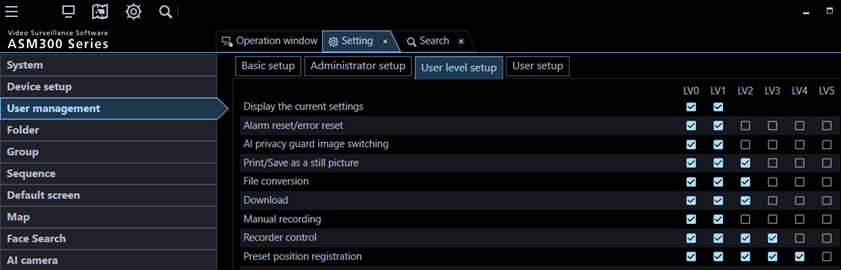 Video Surveillance Software
ASM300 Series
Operation window
Setting
Search
System
Device setup
User management
Folder
Group
Sequence
Default screen
Map
Face Search
AI camera
Basic setup
Administrator setup
User level setup
User setup
LV0 LV1 LV2 LV3 LV4 LV5
Display the current settings
Alarm reset/error reset
AI privacy guard image switching
Print/Save as a still picture
File conversion
Download
Manual recording
Recorder control
Preset position registration